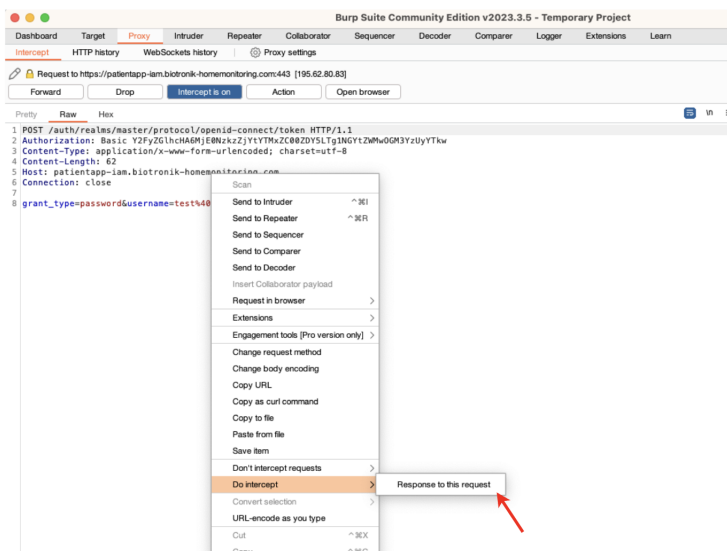 Burp Suite Community Edition v2023.3.5 - Temporary Project
Dashboard Target Proxy Intruder Repeater Collaborator Sequencer Decoder Comparer Logger Extensions Learn
Intercept HTTP history WebSockets history Proxy settings
Request to https://patientapp-iam.biotronik-homemonitoring.com:443 [195.62.80.83]
Forward Drop Intercept is on Action Open browser
Pretty Raw Hex \n
1 POST /auth/realms/master/protocol/openid-connect/token HTTP/1.1
2 Authorization: Basic Y2FyZGlhcHA6MjE0NzkzZjYtYTMxZC00ZDY5LTg1NGYtZWMwOGM3YzUyYTkw
3 Content-Type: application/x-www-form-urlencoded; charset=utf-8
4 Content-Length: 62
5 Host: patientapp-iam.biotronik-homemonitoring.com
6 Connection: close
7
8 grant_type=password&username=test%40
Scan
Send to Intruder ^⌘I
Send to Repeater ^⌘R
Send to Sequencer
Send to Comparer
Send to Decoder
Insert Collaborator payload
Request in browser
Extensions
Engagement tools [Pro version only]
Change request method
Change body encoding
Copy URL
Copy as curl command
Copy to file
Paste from file
Save item
Don't intercept requests
Do intercept Response to this request
Convert selection
URL-encode as you type
Cut ^⌘X